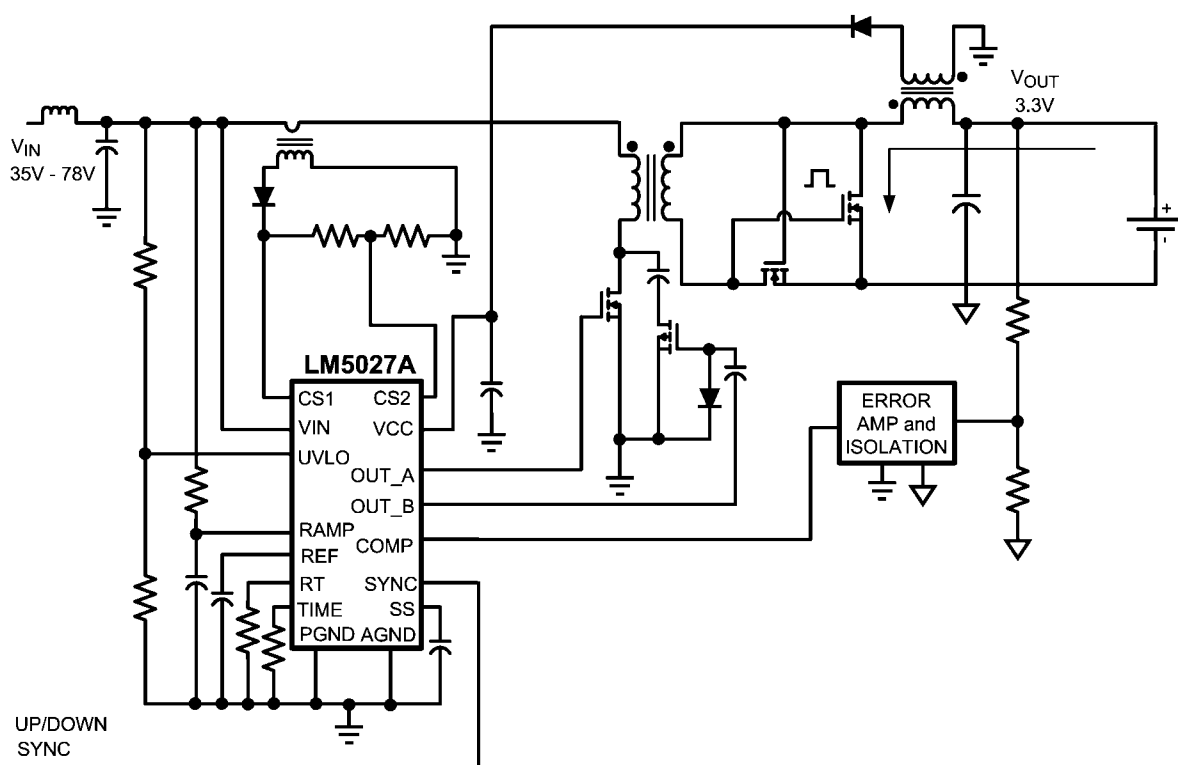 VOUT
3.3V
VIN
35V - 78V
+
-
LM5027A
CS1
CS2
VIN
VCC
UVLO
OUT_A
OUT_B
RAMP
COMP
REF
RT
SYNC
TIME
SS
PGND
AGND
ERROR
AMP and
ISOLATION
UP/DOWN
SYNC